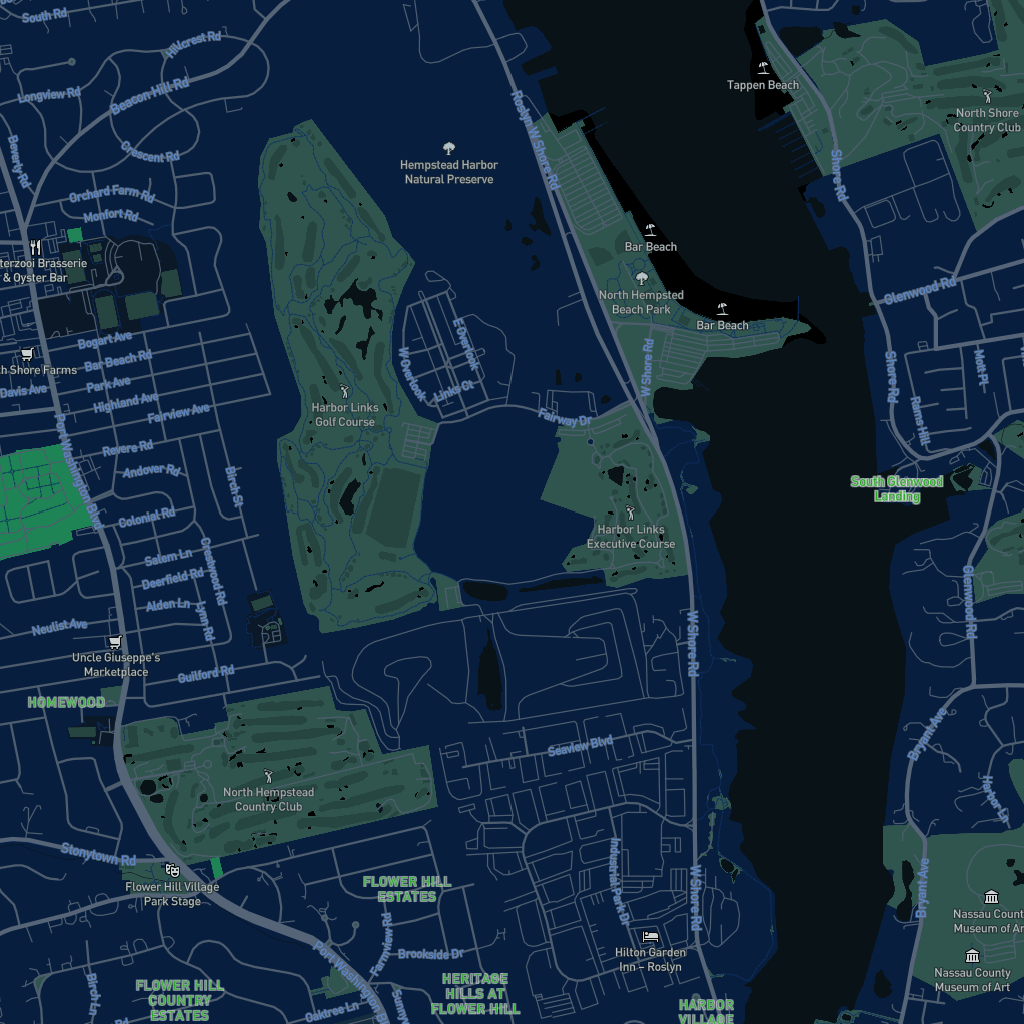 South Rd
Hillcrest Rd
Longview Rd
Beacon Hill Rd
Beverly Rd
Crescent Rd
Orchard Farm Rd
Monfort Rd
terzooi Brasserie
& Oyster Bar
Hempstead Harbor
Natural Preserve
Roslyn W Shore Rd
Tappen Beach
North Shore
Country Club
Shore Rd
Bar Beach
North Hempsted
Beach Park
Bar Beach
Glenwood Rd
Bogart Ave
Bar Beach Rd
th Shore Farms
Davis Ave
Park Ave
Highland Ave
Fairview Ave
W Overlook
E Overlook
Links Ct
W Shore Rd
Shore Rd
Mott Pl
Rams Hill
Harbor Links
Golf Course
Fairway Dr
Port Washington Blvd
Revere Rd
Andover Rd
Birch St
South Glenwood
Landing
Colonial Rd
Harbor Links
Executive Course
Salem Ln
Crestwood Rd
Deerfield Rd
Alden Ln
Lynn Rd
Glenwood Rd
Neulist Ave
W Shore Rd
Uncle Giuseppe's
Marketplace
Guilford Rd
HOMEWOOD
Bryant Ave
Seaview Blvd
North Hempstead
Country Club
Harbor Ln
Stonytown Rd
Industrial Park Dr
W Shore Rd
Bryant Ave
Flower Hill Village
Park Stage
FLOWER HILL
ESTATES
Nassau Count
Museum of Ar
Farmview Rd
Port Washington Bl
Brookside Dr
Hilton Garden
Inn – Roslyn
Nassau County
Museum of Art
Birch Ln
FLOWER HILL
COUNTRY
ESTATES
HERITAGE
HILLS AT
FLOWER HILL
Oaktree Ln
Sunny
HARBOR
VILLAGE
Rd